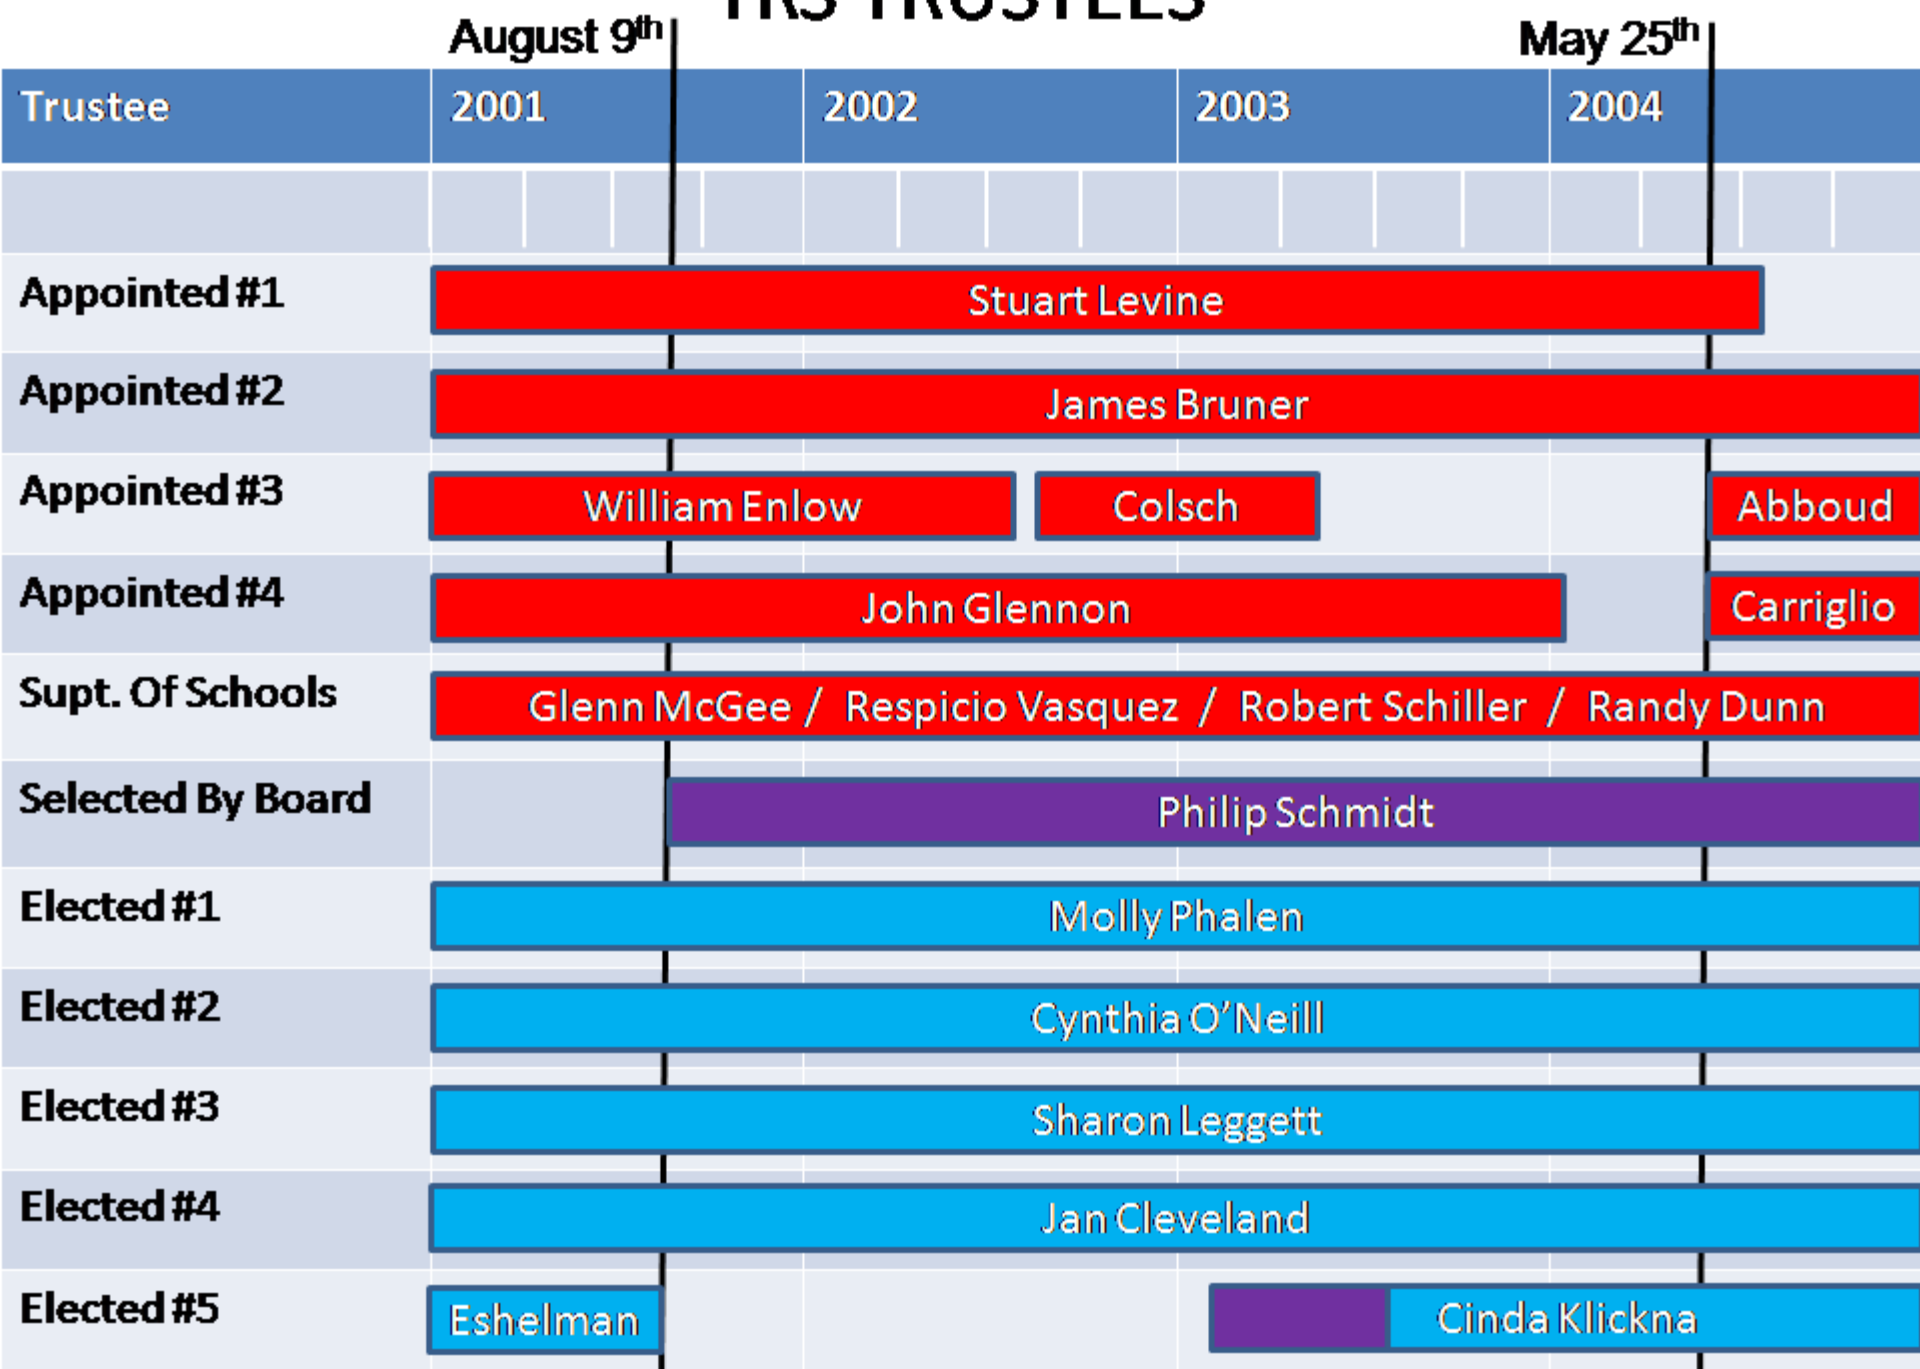 TRS TRUSTEES
August 9th May 25th
Trustee 2001 2002 2003 2004
Appointed #1 Stuart Levine
Appointed #2 James Bruner
Appointed #3 William Enlow Colsch Abboud
Appointed #4 John Glennon Carriglio
Supt. Of Schools Glenn McGee / Respicio Vasquez / Robert Schiller / Randy Dunn
Selected By Board Philip Schmidt
Elected #1 Molly Phalen
Elected #2 Cynthia O’Neill
Elected #3 Sharon Leggett
Elected #4 Jan Cleveland
Elected #5 Eshelman Cinda Klickna